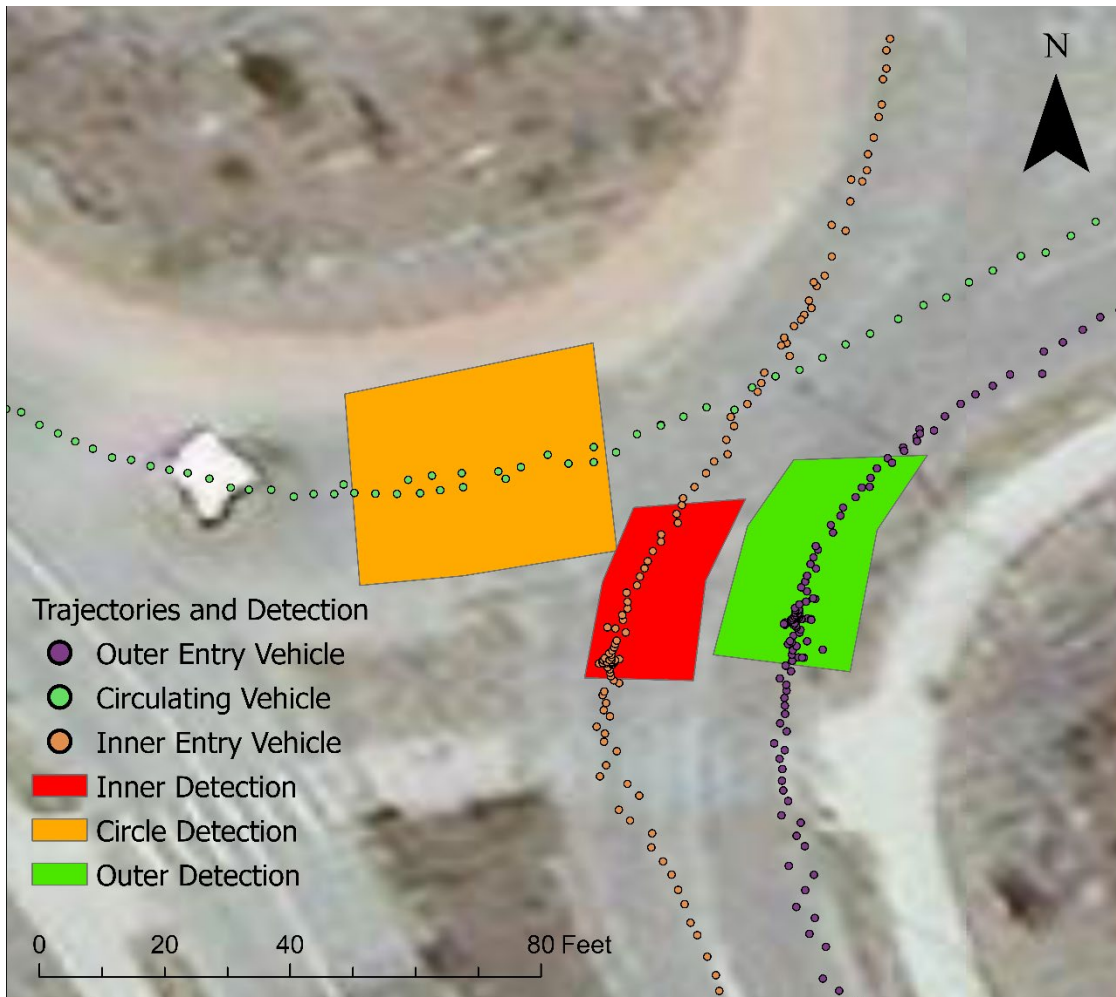 N
Trajectories and Detection
Outer Entry Vehicle
Circulating Vehicle
Inner Entry Vehicle
Inner Detection
Circle Detection
Outer Detection
0 20 40 80 Feet